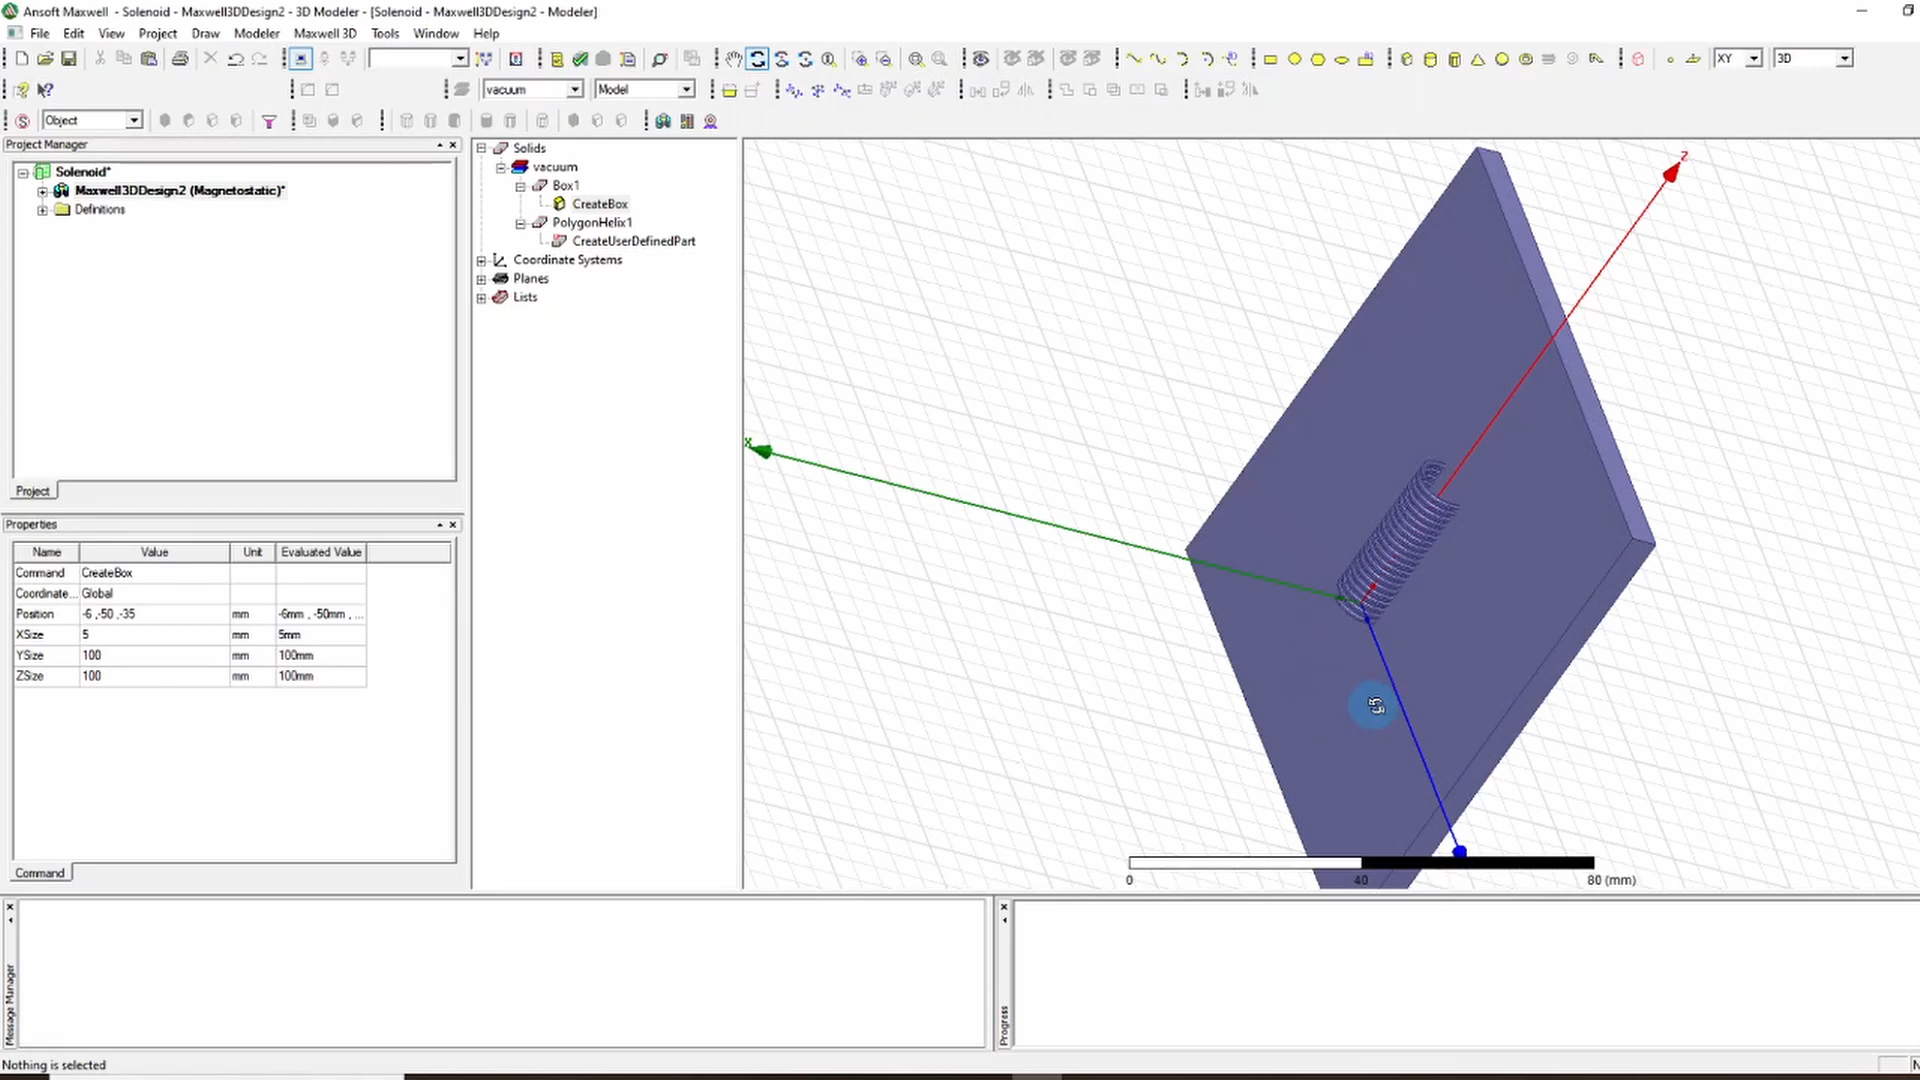 Ansoft Maxwell - Solenoid - Maxwell3DDesign2 - 3D Modeler - [Solenoid - Maxwell3DDesign2 - Modeler]
File Edit View Project Draw Modeler Maxwell 3D Tools Window Help
XY 3D
vacuum Model
Object
Project Manager
Solenoid*
Maxwell3DDesign2 (Magnetostatic)*
Definitions
Project
Properties
Name Value Unit Evaluated Value
Command CreateBox
Coordinate... Global
Position -6 ,-50 ,-35 mm -6mm , -50mm , ...
XSize 5 mm 5mm
YSize 100 mm 100mm
ZSize 100 mm 100mm
Command
Solids
vacuum
Box1
CreateBox
PolygonHelix1
CreateUserDefinedPart
Coordinate Systems
Planes
Lists
Z
X
0 40 80 (mm)
Message Manager
Progress
Nothing is selected
N